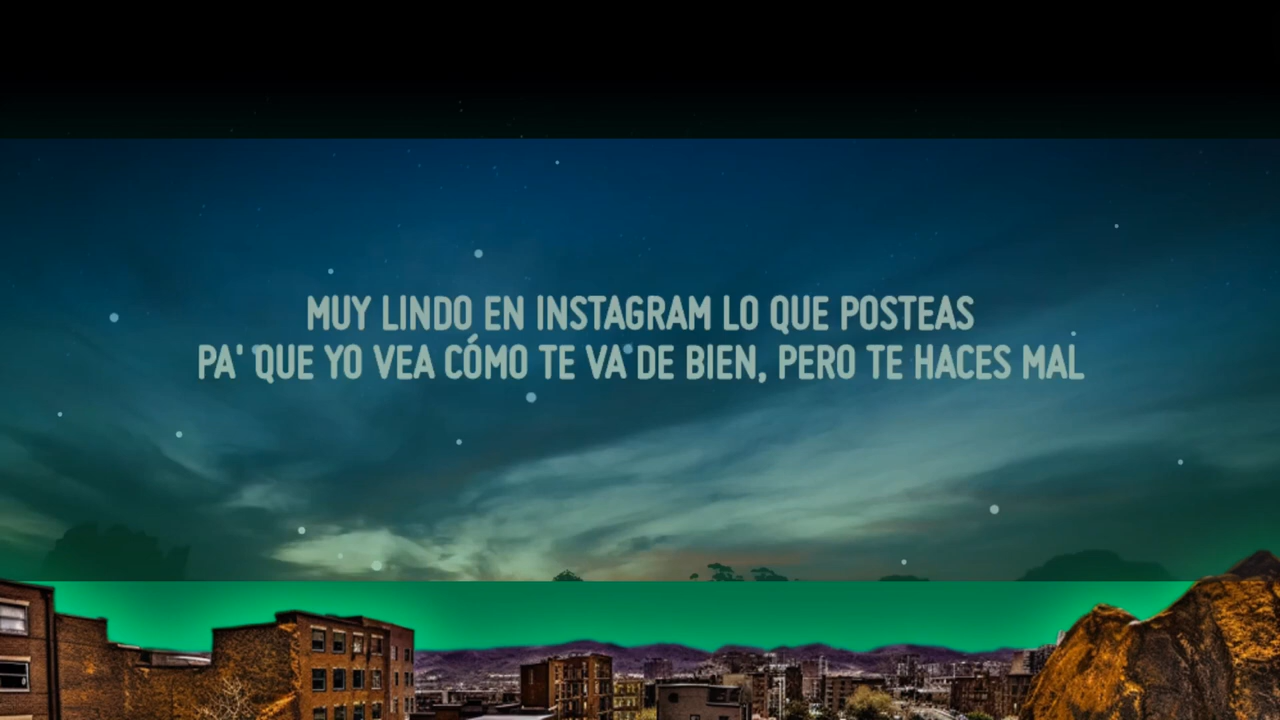 MUY LINDO EN INSTAGRAM LO QUE POSTEAS
PA' QUE YO VEA CÓMO TE VA DE BIEN, PERO TE HACES MAL